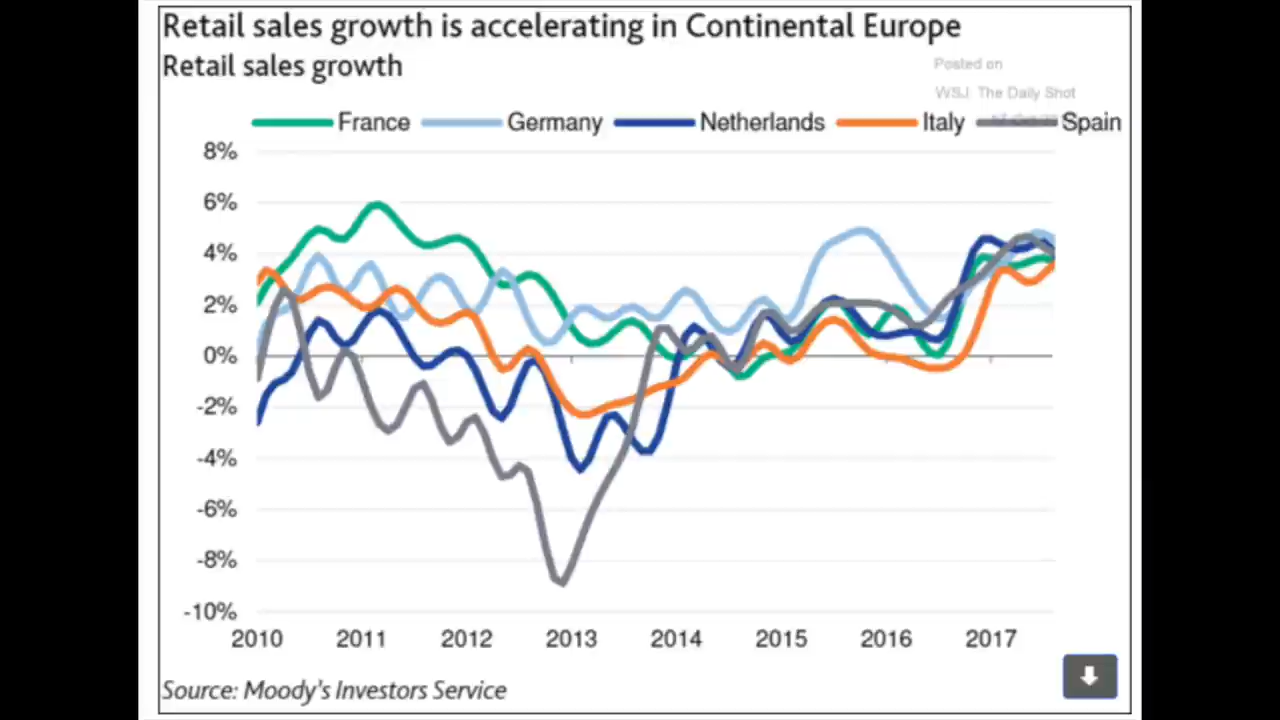 Retail sales growth is accelerating in Continental Europe
Retail sales growth
Posted on
WSJ: The Daily Shot
France Germany Netherlands Italy Spain
8%
6%
4%
2%
0%
-2%
-4%
-6%
-8%
-10%
2010 2011 2012 2013 2014 2015 2016 2017
Source: Moody's Investors Service